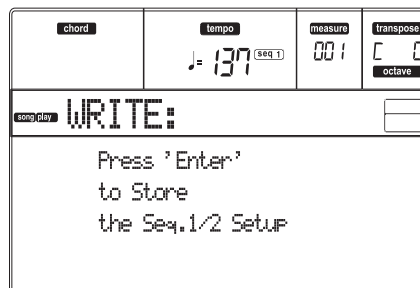 chord
tempo
measure
transpose
♩= 137 seq 1
001
C
octave
song play WRITE:
Press 'Enter'
to Store
the Seq.1/2 Setup